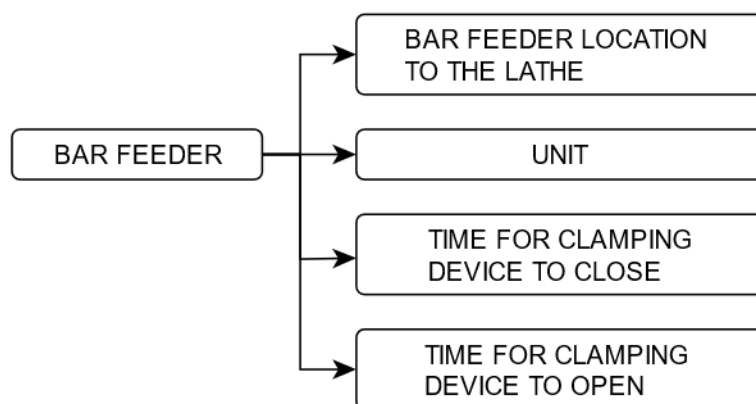 BAR FEEDER LOCATION
TO THE LATHE
BAR FEEDER
UNIT
TIME FOR CLAMPING
DEVICE TO CLOSE
TIME FOR CLAMPING
DEVICE TO OPEN